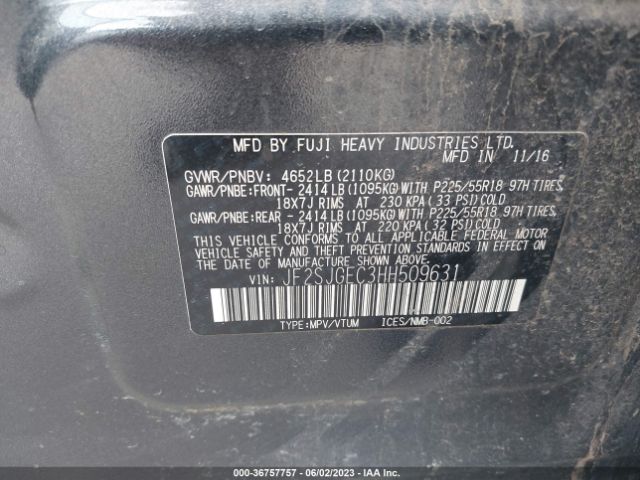 MFD BY FUJI HEAVY INDUSTRIES LTD.
MFD IN 11/16
GVWR/PNBV: 4652LB(2110KG)
GAWR/PNBE:FRONT- 2414LB(1095KG)WITH P225/55R18 97H TIRES,
18X7J RIMS AT 230 KPA(33 PSI)COLD
GAWR/PNBE:REAR - 2414LB(1095KG)WITH P225/55R18 97H TIRES,
18X7J RIMS AT 220 KPA(32 PSI)COLD
THIS VEHICLE CONFORMS TO ALL APPLICABLE FEDERAL MOTOR
VEHICLE SAFETY AND THEFT PREVENTION STANDARDS IN EFFECT
ON THE DATE OF MANUFACTURE SHOWN ABOVE.
VIN: JF2SJGEC3HH509631
TYPE:MPV/VTUM ICES/NMB-002
000-36757757 - 06/02/2023 - IAA Inc.